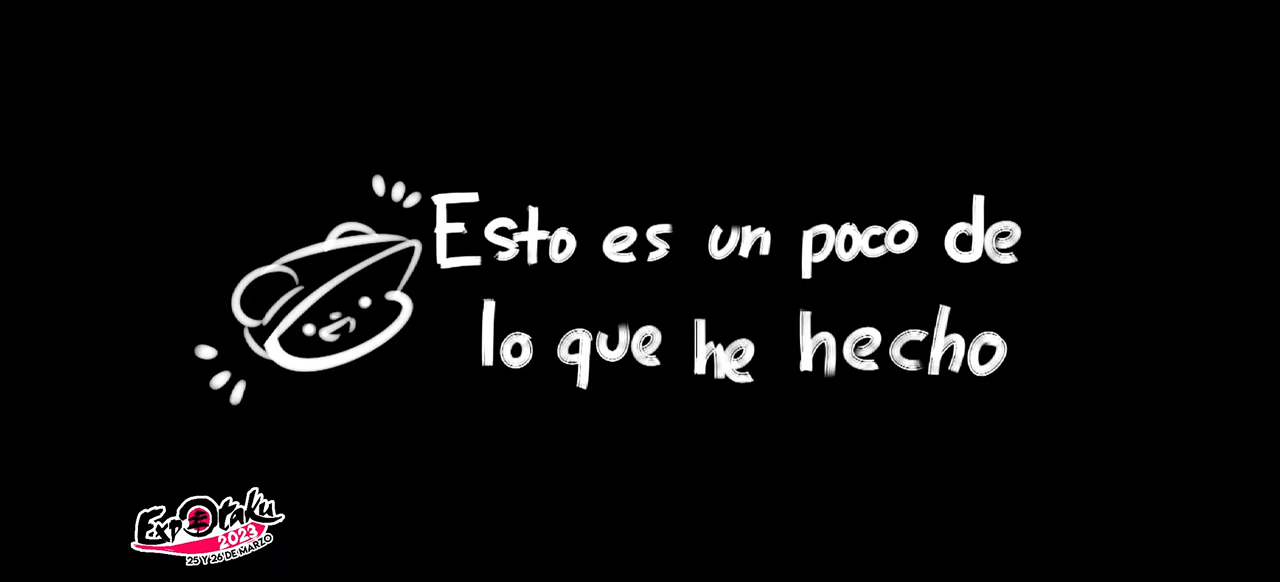 Esto es un poco de
lo que he hecho
ExpOtaku
2023
25 Y 26 DE MARZO